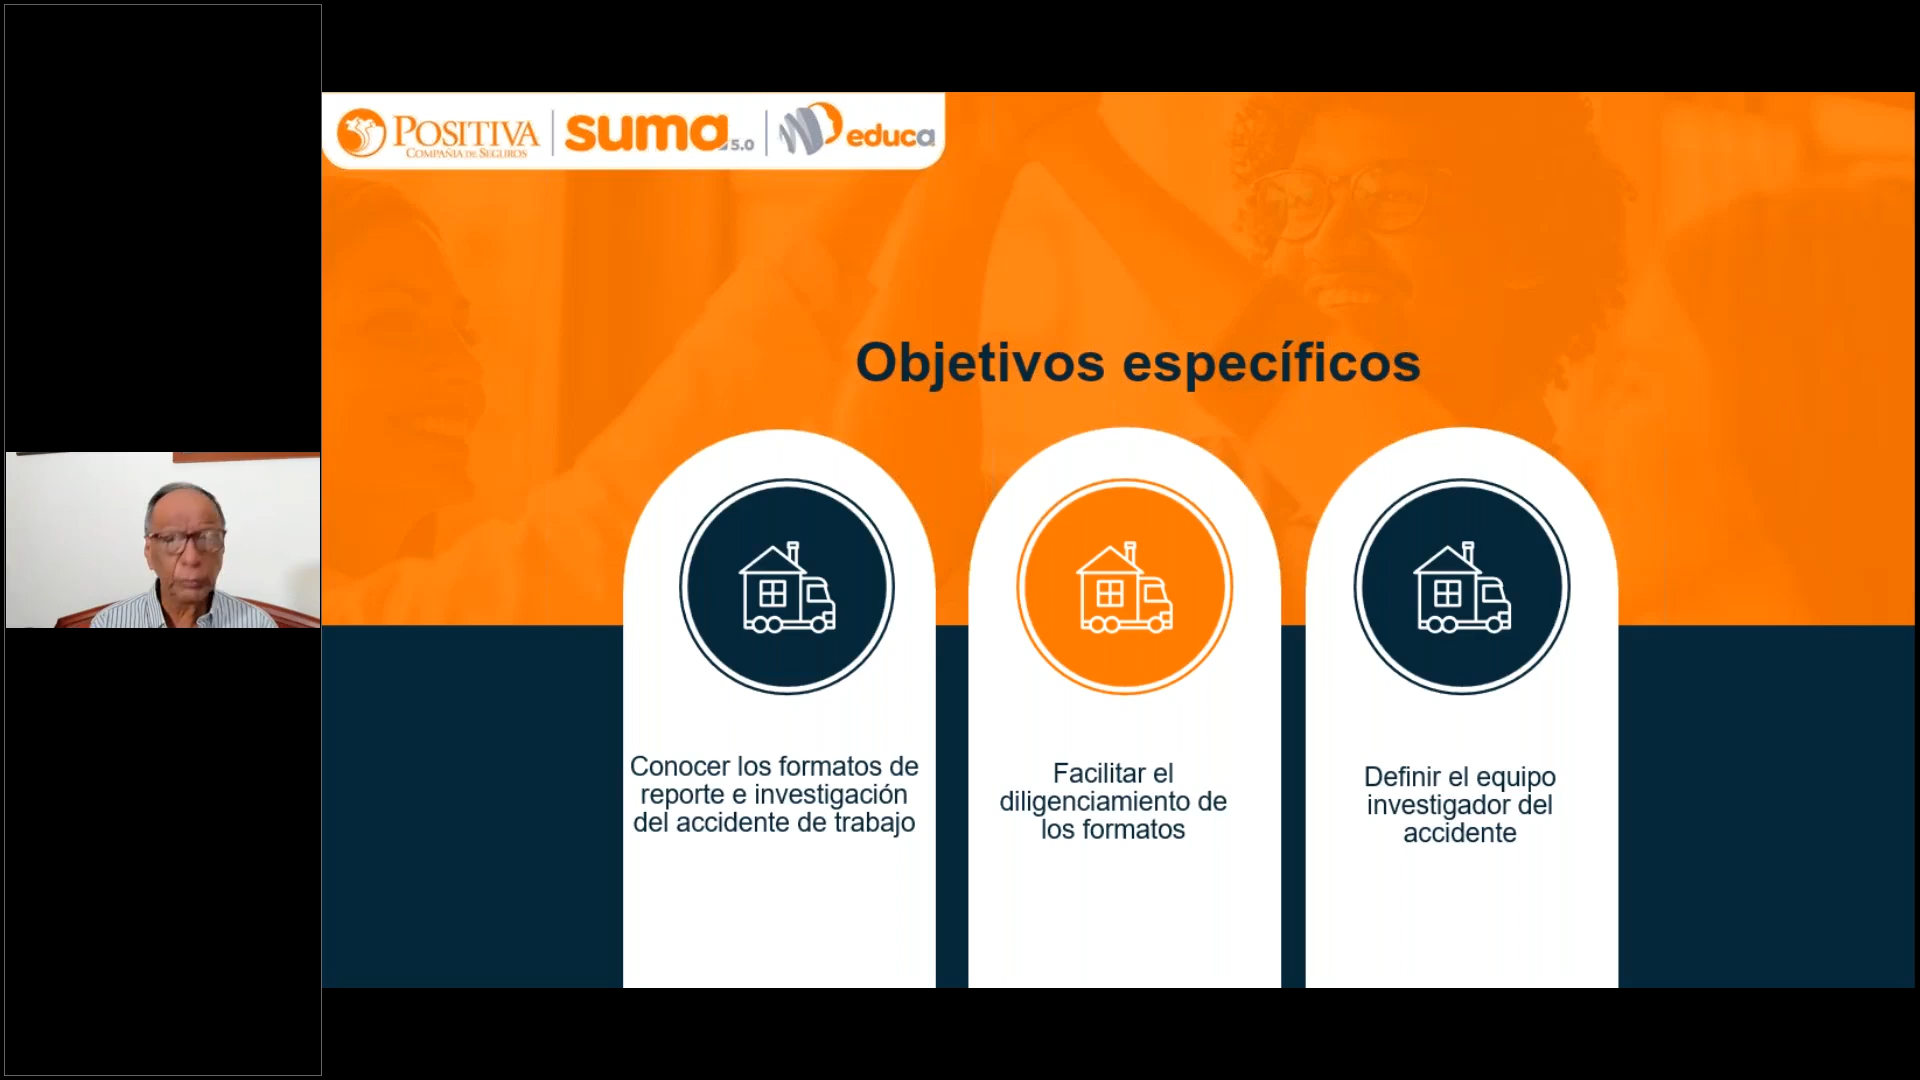 POSITIVA
COMPAÑIA DE SEGUROS
suma 5.0
educa
Objetivos específicos
Conocer los formatos de
reporte e investigación
del accidente de trabajo
Facilitar el
diligenciamiento de
los formatos
Definir el equipo
investigador del
accidente